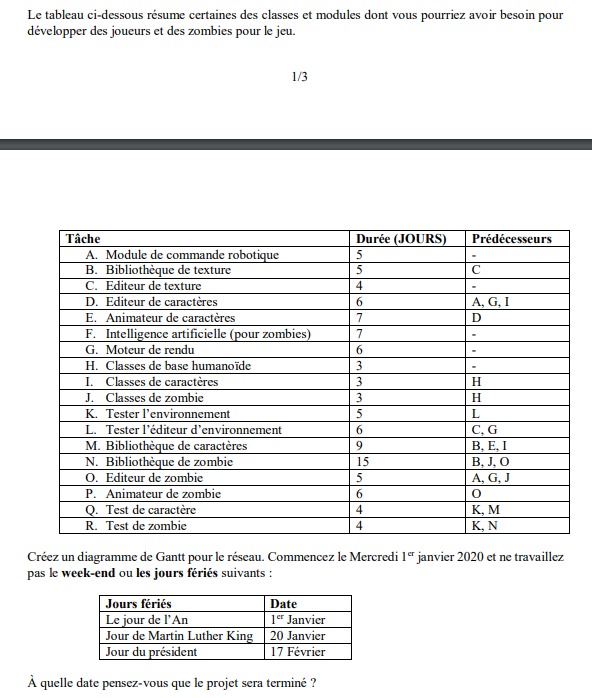 Le tableau ci-dessous résume certaines des classes et modules dont vous pourriez avoir besoin pour
développer des joueurs et des zombies pour le jeu.
1/3
Tâche Durée (JOURS) Prédécesseurs
A. Module de commande robotique 5 -
B. Bibliothèque de texture 5 C
C. Editeur de texture 4 -
D. Editeur de caractères 6 A, G, I
E. Animateur de caractères 7 D
F. Intelligence artificielle (pour zombies) 7 -
G. Moteur de rendu 6 -
H. Classes de base humanoïde 3 -
I. Classes de caractères 3 H
J. Classes de zombie 3 H
K. Tester l'environnement 5 L
L. Tester l'éditeur d'environnement 6 C, G
M. Bibliothèque de caractères 9 B, E, I
N. Bibliothèque de zombie 15 B, J, O
O. Editeur de zombie 5 A, G, J
P. Animateur de zombie 6 O
Q. Test de caractère 4 K, M
R. Test de zombie 4 K, N
Créez un diagramme de Gantt pour le réseau. Commencez le Mercredi 1er janvier 2020 et ne travaillez
pas le week-end ou les jours fériés suivants :
Jours fériés Date
Le jour de l'An 1er Janvier
Jour de Martin Luther King 20 Janvier
Jour du président 17 Février
À quelle date pensez-vous que le projet sera terminé ?